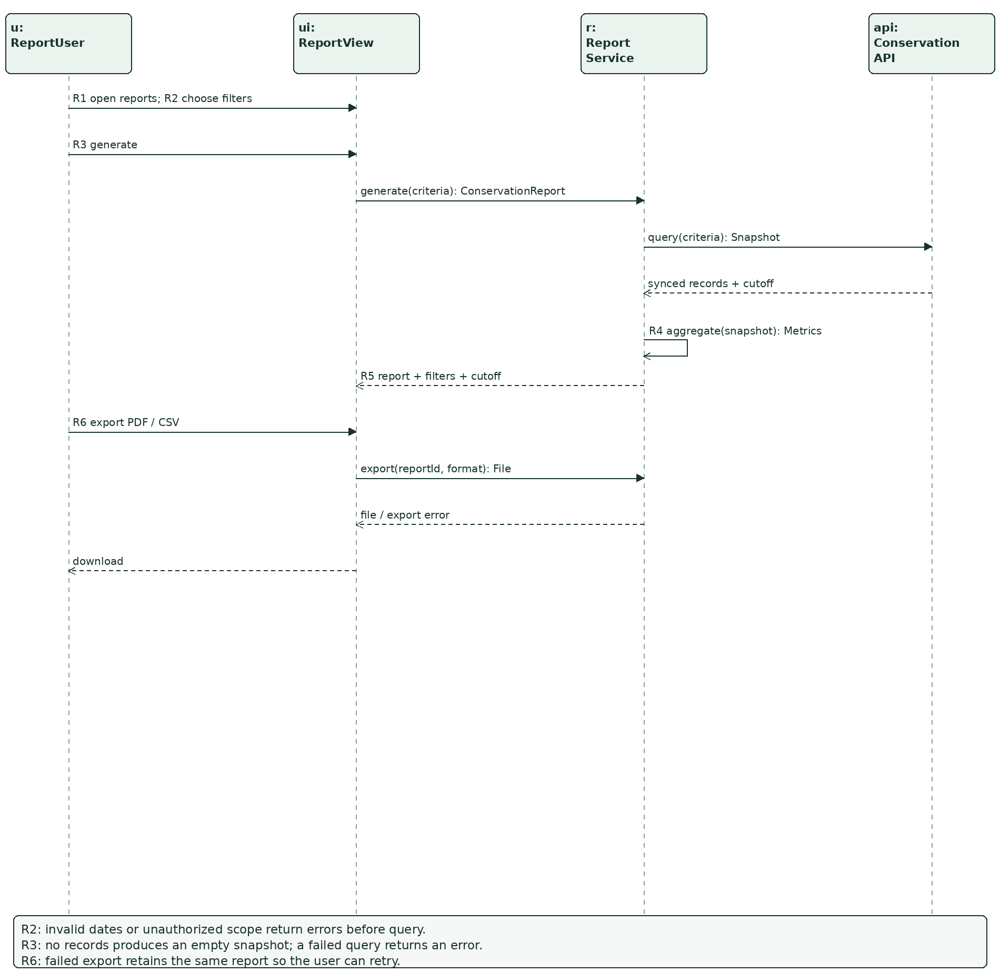 u:
ReportUser
ui:
ReportView
r:
Report
Service
api:
Conservation
API
R1 open reports; R2 choose filters
R3 generate
generate(criteria): ConservationReport
query(criteria): Snapshot
synced records + cutoff
R4 aggregate(snapshot): Metrics
R5 report + filters + cutoff
R6 export PDF / CSV
export(reportId, format): File
file / export error
download
R2: invalid dates or unauthorized scope return errors before query.
R3: no records produces an empty snapshot; a failed query returns an error.
R6: failed export retains the same report so the user can retry.